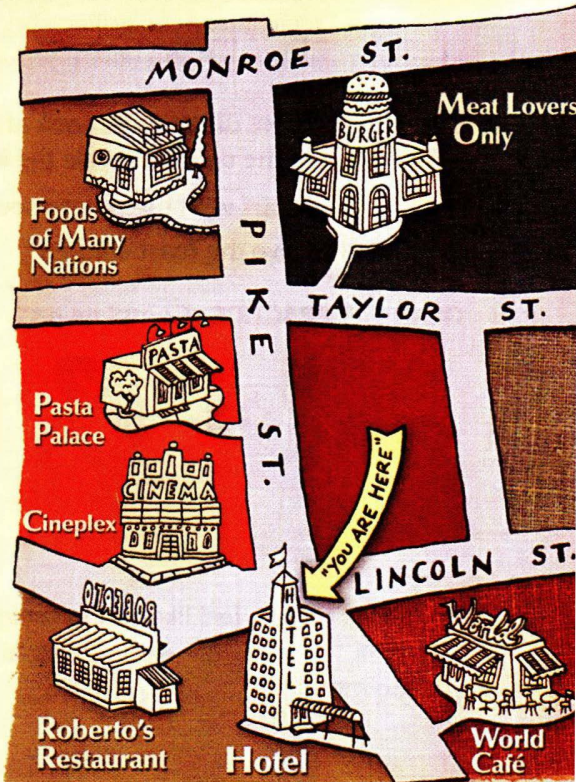 MONROE ST.
BURGER
Meat Lovers
Only
Foods
of Many
Nations
PIKE ST.
TAYLOR ST.
PASTA
Pasta
Palace
CINEMA
Cineplex
"YOU ARE HERE"
LINCOLN ST.
ROBERTO
HOTEL
World
Roberto's
Restaurant
Hotel
World
Café